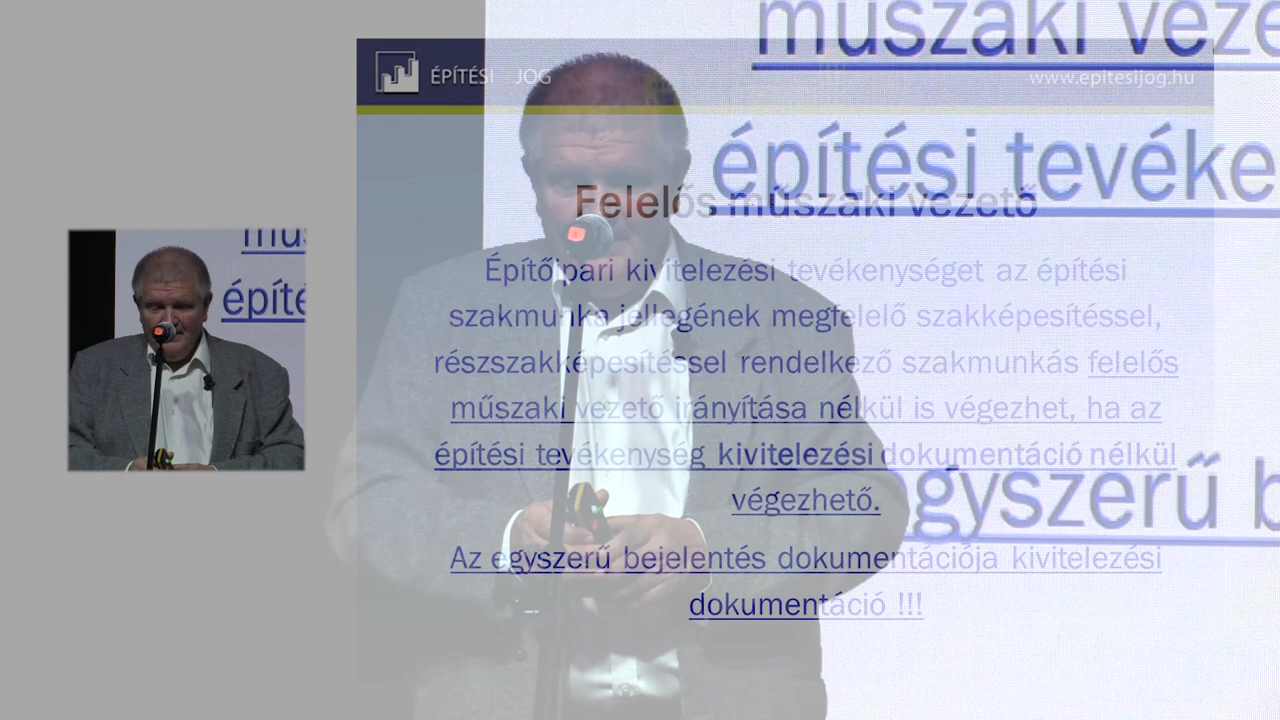 műszaki veze
ÉPÍTÉSI JOG
www.epitesijog.hu
építési tevéke
Felelős műszaki vezető
Építőipari kivitelezési tevékenységet az építési
szakmunka jellegének megfelelő szakképesítéssel,
részszakképesítéssel rendelkező szakmunkás felelős
műszaki vezető irányítása nélkül is végezhet, ha az
építési tevékenység kivitelezési dokumentáció nélkül
végezhető.
gyszerű b
Az egyszerű bejelentés dokumentációja kivitelezési
dokumentáció !!!
műs
építé